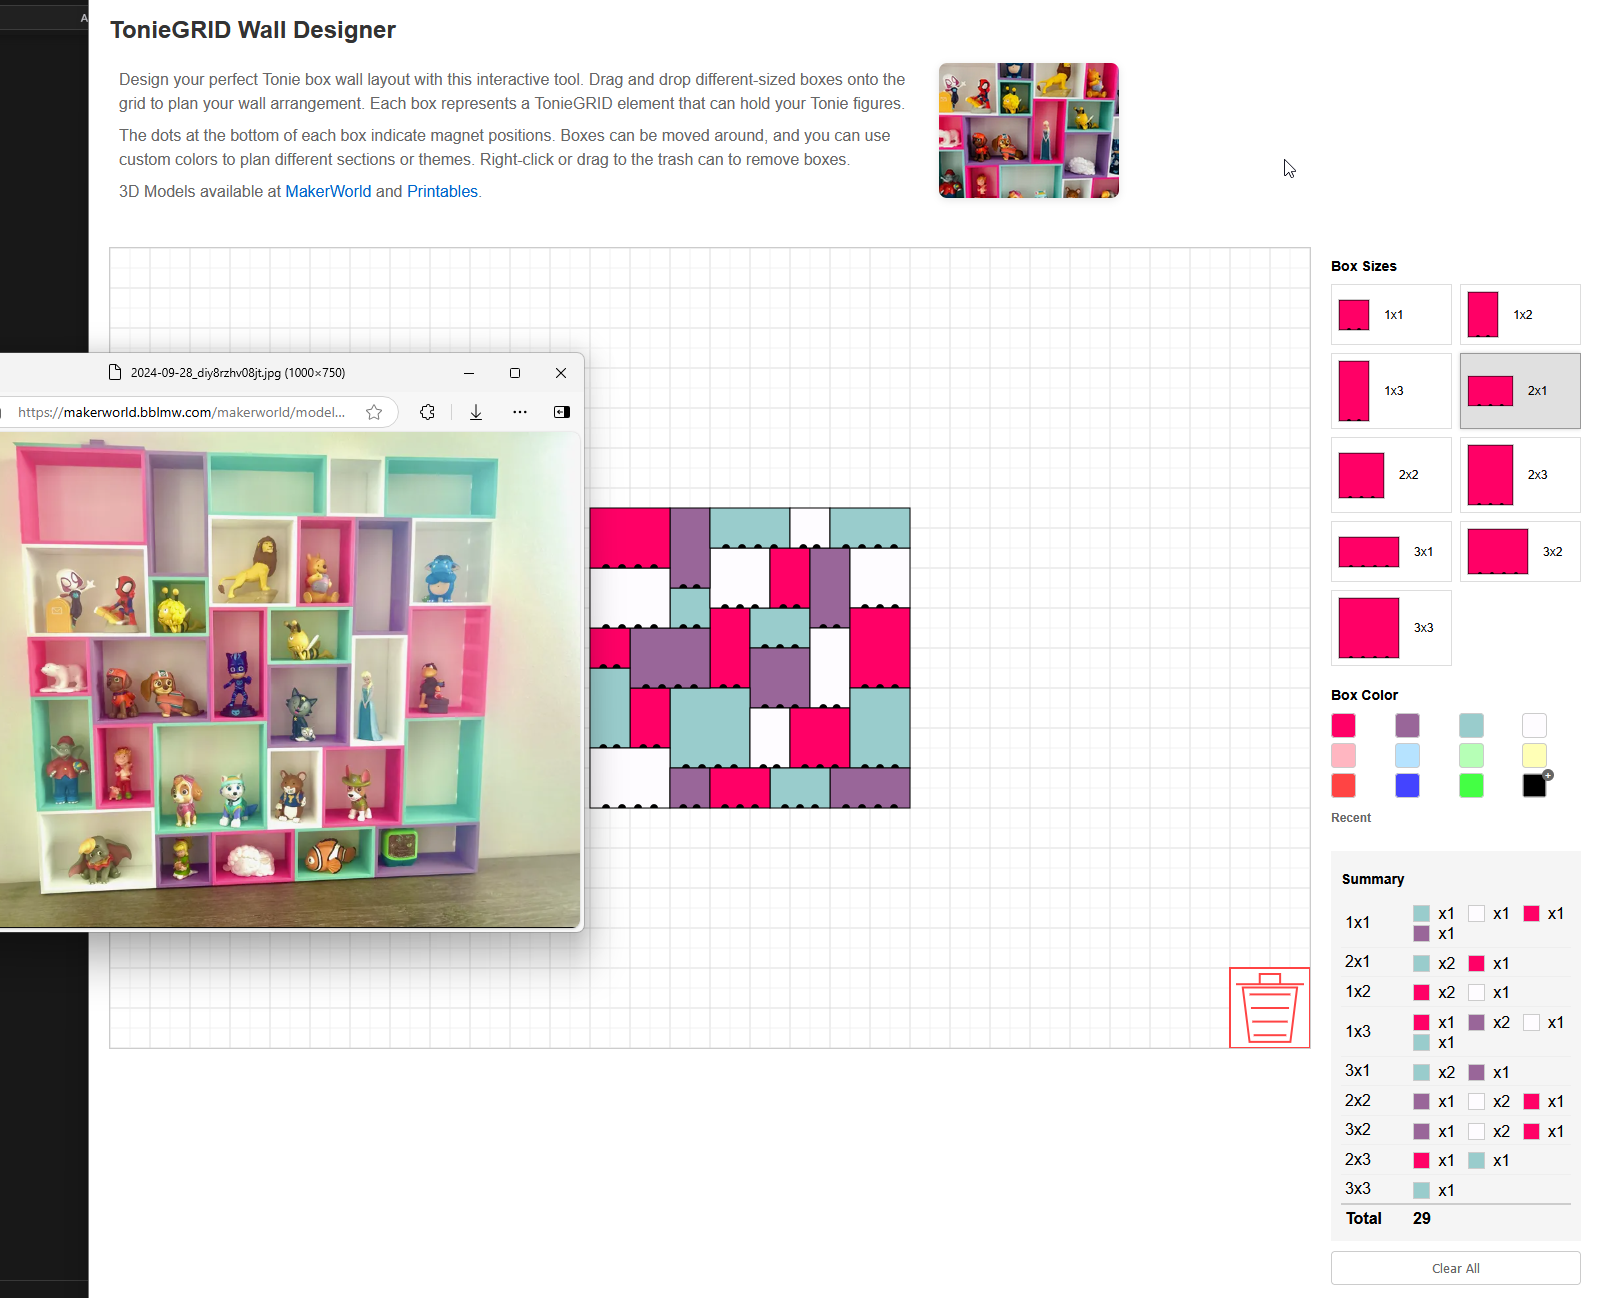 A
TonieGRID Wall Designer
Design your perfect Tonie box wall layout with this interactive tool. Drag and drop different-sized boxes onto the
grid to plan your wall arrangement. Each box represents a TonieGRID element that can hold your Tonie figures.
The dots at the bottom of each box indicate magnet positions. Boxes can be moved around, and you can use
custom colors to plan different sections or themes. Right-click or drag to the trash can to remove boxes.
3D Models available at MakerWorld and Printables.
2024-09-28_diy8rzhv08jt.jpg (1000×750)
https://makerworld.bblmw.com/makerworld/model...
Box Sizes
1x1
1x2
1x3
2x1
2x2
2x3
3x1
3x2
3x3
Box Color
+
Recent
Summary
1x1 x1 x1 x1
x1
2x1 x2 x1
1x2 x2 x1
1x3 x1 x2 x1
x1
3x1 x2 x1
2x2 x1 x2 x1
3x2 x1 x2 x1
2x3 x1 x1
3x3 x1
Total 29
Clear All